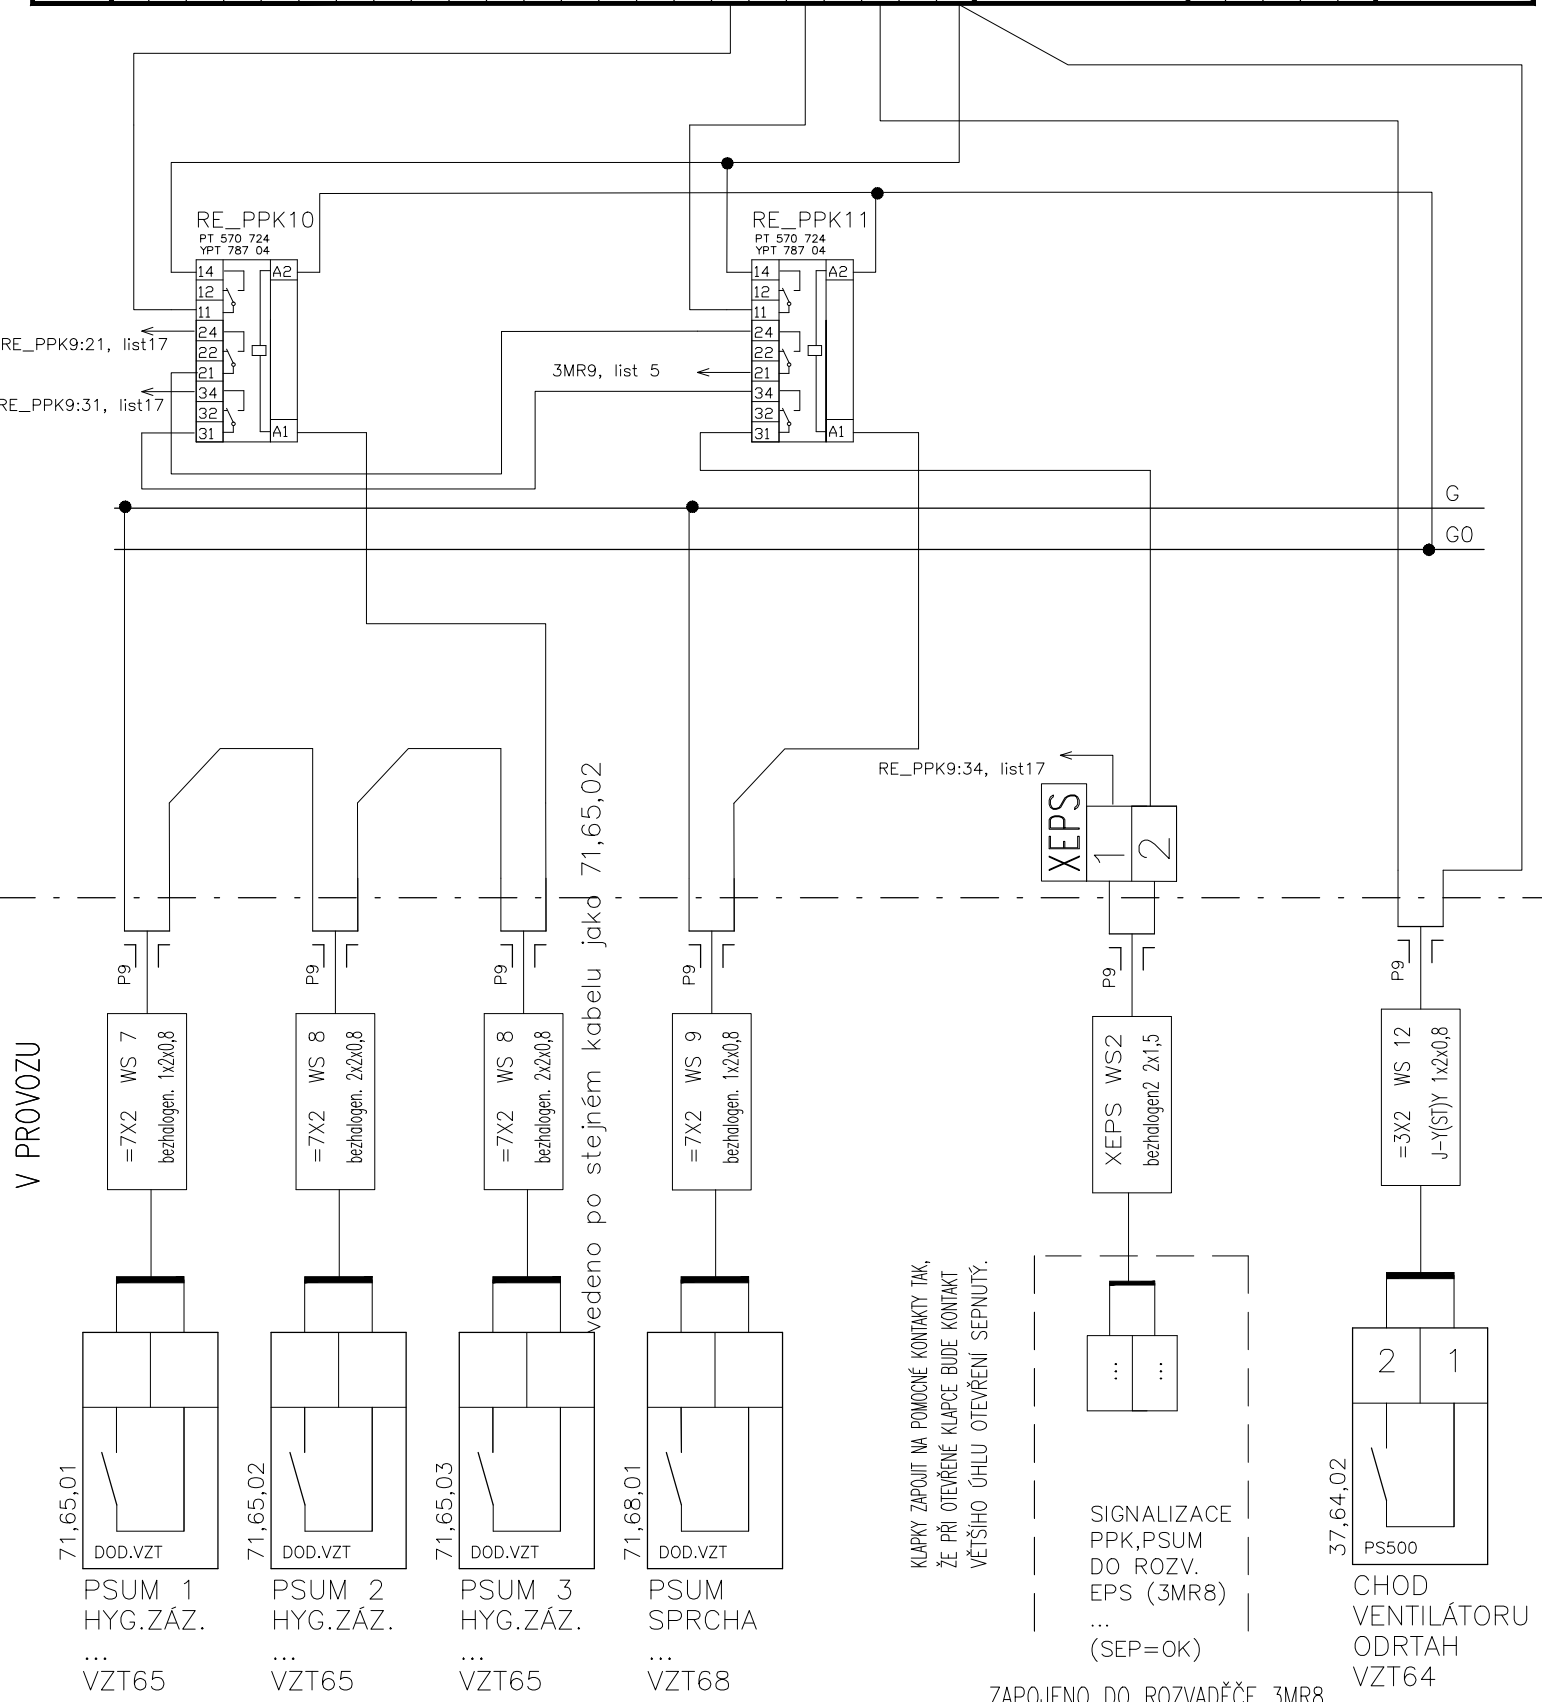 RE_PPK10
PT 570 724
YPT 787 04
14
12
11
24
22
21
34
32
31
A2
A1
RE_PPK9:21, list17
RE_PPK9:31, list17
RE_PPK11
PT 570 724
YPT 787 04
14
12
11
24
22
21
34
32
31
A2
A1
3MR9, list 5
G
G0
RE_PPK9:34, list17
XEPS
1
2
V PROVOZU
P9
=7X2 WS 7
bezhalogen. 1x2x0,8
P9
=7X2 WS 8
bezhalogen. 2x2x0,8
P9
=7X2 WS 8
bezhalogen. 2x2x0,8
vedeno po stejném kabelu jako 71,65,02
P9
=7X2 WS 9
bezhalogen. 1x2x0,8
P9
XEPS WS2
bezhalogen2 2x1,5
P9
=3X2 WS 12
J-Y(ST)Y 1x2x0,8
71,65,01
DOD.VZT
PSUM 1
HYG.ZÁZ.
...
VZT65
71,65,02
DOD.VZT
PSUM 2
HYG.ZÁZ.
...
VZT65
71,65,03
DOD.VZT
PSUM 3
HYG.ZÁZ.
...
VZT65
71,68,01
DOD.VZT
PSUM
SPRCHA
...
VZT68
KLAPKY ZAPOJIT NA POMOCNÉ KONTAKTY TAK,
ŽE PŘI OTEVŘENÉ KLAPCE BUDE KONTAKT
VĚTŠÍHO ÚHLU OTEVŘENÍ SEPNUTÝ.
...
...
SIGNALIZACE
PPK,PSUM
DO ROZV.
EPS (3MR8)
...
(SEP=OK)
ZAPOJENO DO ROZVADĚČE 3MR8
2
1
37,64,02
PS500
CHOD
VENTILÁTORU
ODRTAH
VZT64